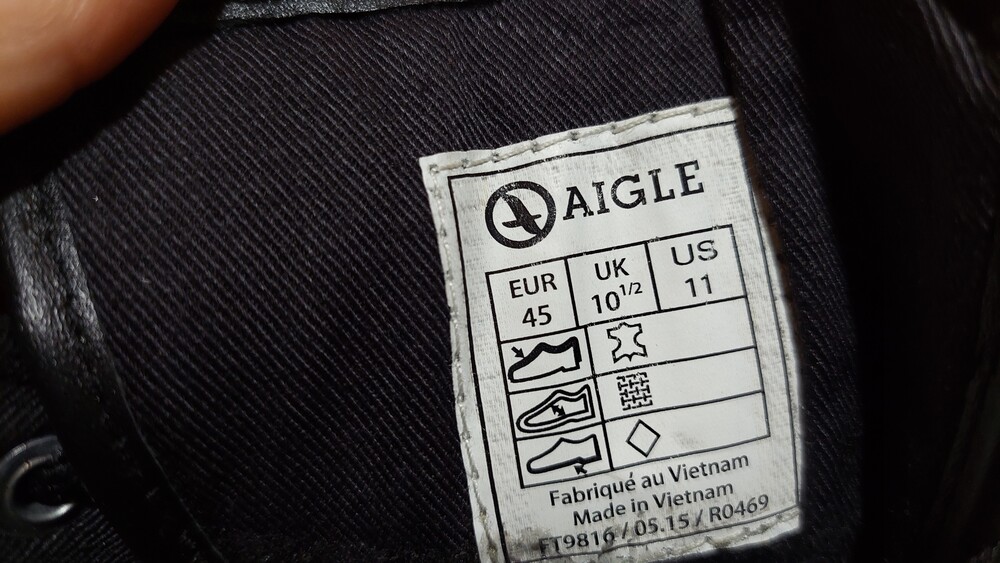 AIGLE
EUR UK US
45 10 1/2 11
Fabriqué au Vietnam
Made in Vietnam
FT9816 / 05.15 / R0469